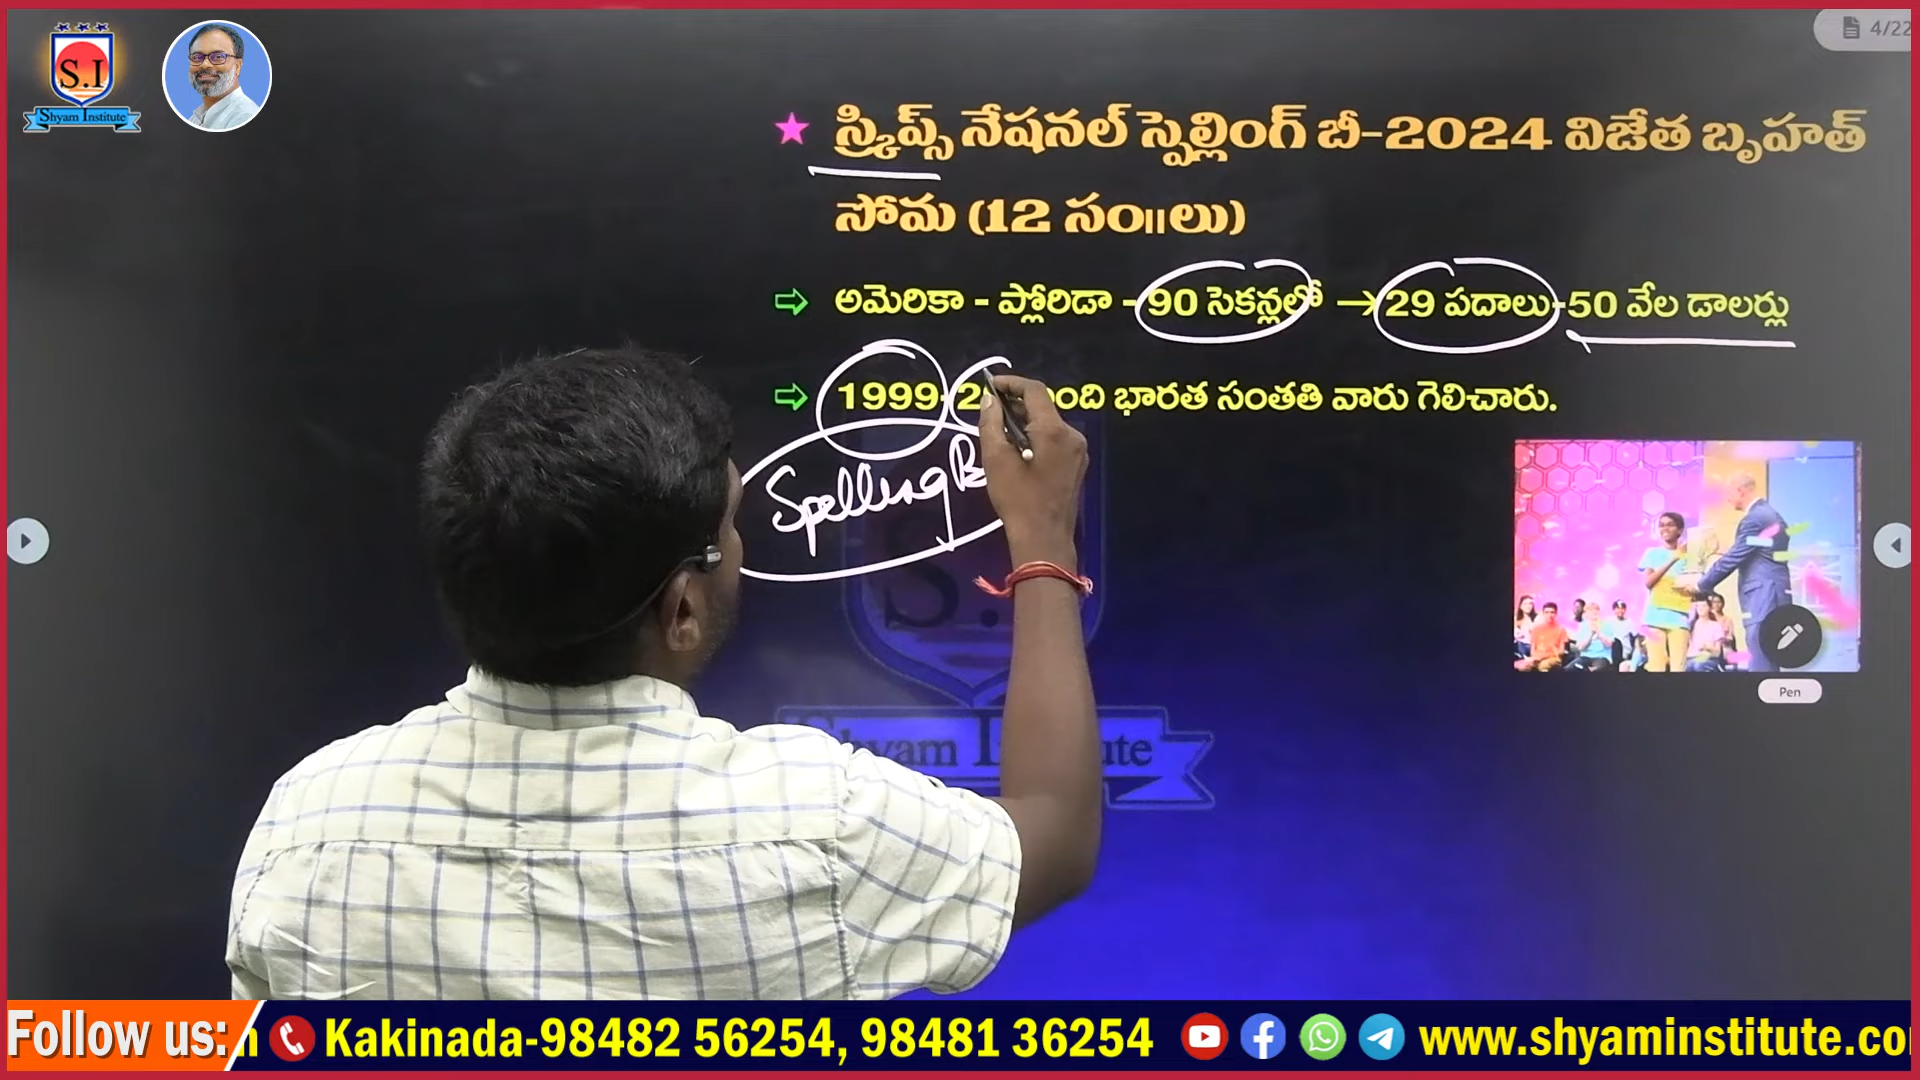 4/22
S.I
Shyam Institute
★ స్క్రిప్స్ నేషనల్ స్పెల్లింగ్ బీ-2024 విజేత బృహత్
సోమ (12 సం॥లు)
⇨ అమెరికా - ఫ్లోరిడా - 90 సెకన్లలో → 29 పదాలు-50 వేల డాలర్లు
⇨ 1999- మంది భారత సంతతి వారు గెలిచారు.
Spelling
Pen
Shyam
Follow us: Kakinada-98482 56254, 98481 36254 www.shyaminstitute.co